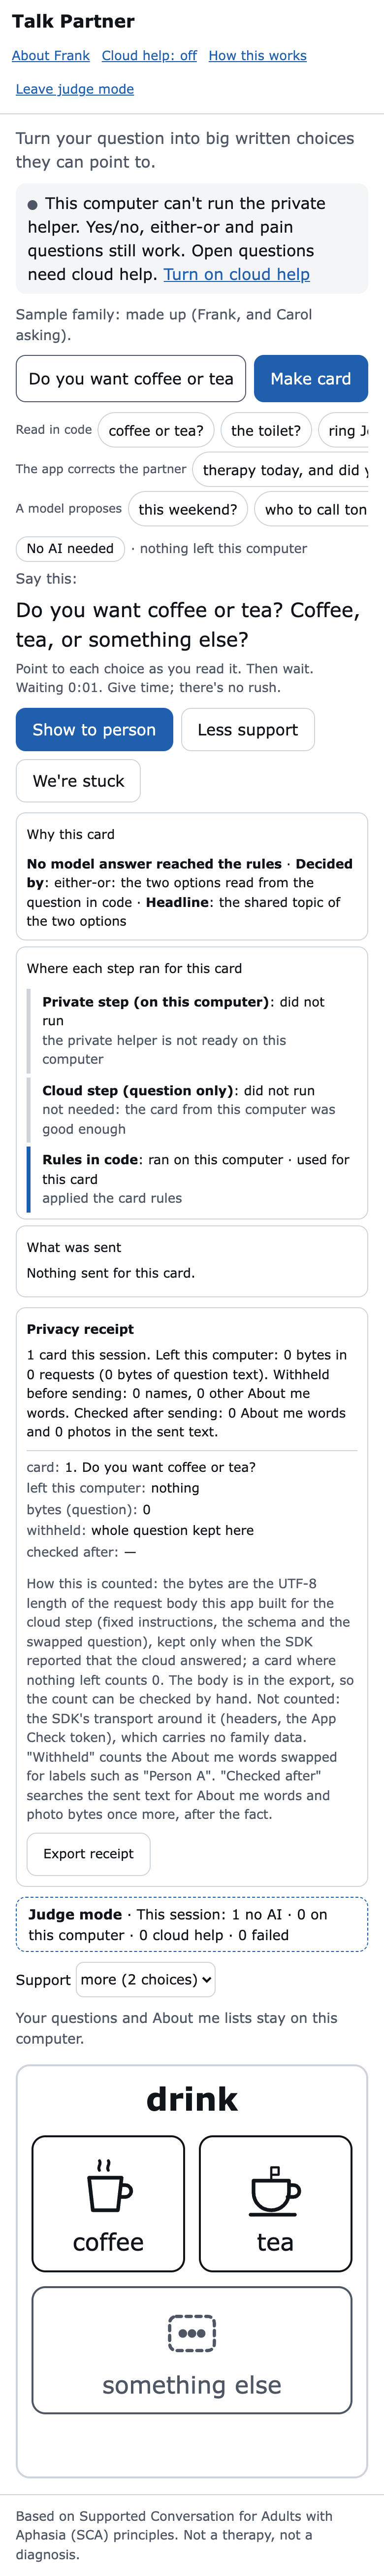 Talk Partner
About Frank Cloud help: off How this works
Leave judge mode
Turn your question into big written choices
they can point to.
This computer can't run the private
helper. Yes/no, either-or and pain
questions still work. Open questions
need cloud help. Turn on cloud help
Sample family: made up (Frank, and Carol
asking).
Do you want coffee or tea Make card
Read in code coffee or tea? the toilet? ring
The app corrects the partner therapy today, and did
A model proposes this weekend? who to call
No AI needed · nothing left this computer
Say this:
Do you want coffee or tea? Coffee,
tea, or something else?
Point to each choice as you read it. Then wait.
Waiting 0:01. Give time; there's no rush.
Show to person Less support
We're stuck
Why this card
No model answer reached the rules · Decided
by: either-or: the two options read from the
question in code · Headline: the shared topic of
the two options
Where each step ran for this card
Private step (on this computer): did not
run
the private helper is not ready on this
computer
Cloud step (question only): did not run
not needed: the card from this computer was
good enough
Rules in code: ran on this computer · used for
this card
applied the card rules
What was sent
Nothing sent for this card.
Privacy receipt
1 card this session. Left this computer: 0 bytes in
0 requests (0 bytes of question text). Withheld
before sending: 0 names, 0 other About me
words. Checked after sending: 0 About me words
and 0 photos in the sent text.
card: 1. Do you want coffee or tea?
left this computer: nothing
bytes (question): 0
withheld: whole question kept here
checked after: —
How this is counted: the bytes are the UTF-8
length of the request body this app built for the
cloud step (fixed instructions, the schema and the
swapped question), kept only when the SDK
reported that the cloud answered; a card where
nothing left counts 0. The body is in the export, so
the count can be checked by hand. Not counted:
the SDK's transport around it (headers, the App
Check token), which carries no family data.
"Withheld" counts the About me words swapped
for labels such as "Person A". "Checked after"
searches the sent text for About me words and
photo bytes once more, after the fact.
Export receipt
Judge mode · This session: 1 no AI · 0 on
this computer · 0 cloud help · 0 failed
Support more (2 choices)
Your questions and About me lists stay on this
computer.
drink
coffee tea
something else
Based on Supported Conversation for Adults with
Aphasia (SCA) principles. Not a therapy, not a
diagnosis.